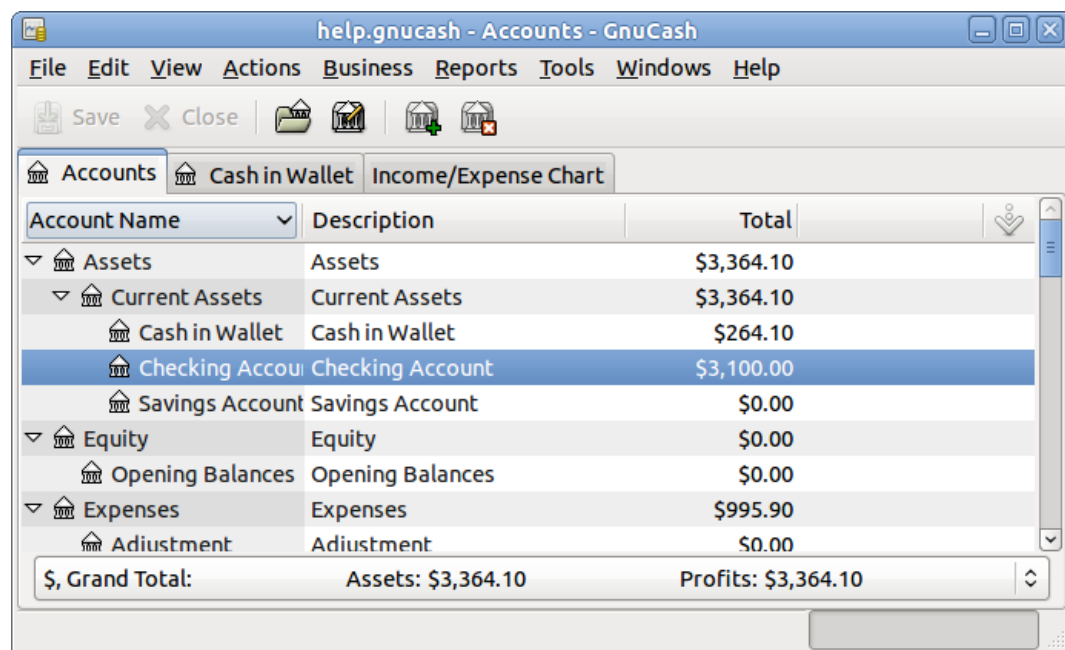 help.gnucash - Accounts - GnuCash
File Edit View Actions Business Reports Tools Windows Help
Save Close
Accounts Cash in Wallet Income/Expense Chart
Account Name Description Total
Assets Assets $3,364.10
Current Assets Current Assets $3,364.10
Cash in Wallet Cash in Wallet $264.10
Checking Accou Checking Account $3,100.00
Savings Account Savings Account $0.00
Equity Equity $0.00
Opening Balances Opening Balances $0.00
Expenses Expenses $995.90
Adjustment Adjustment $0.00
$, Grand Total: Assets: $3,364.10 Profits: $3,364.10